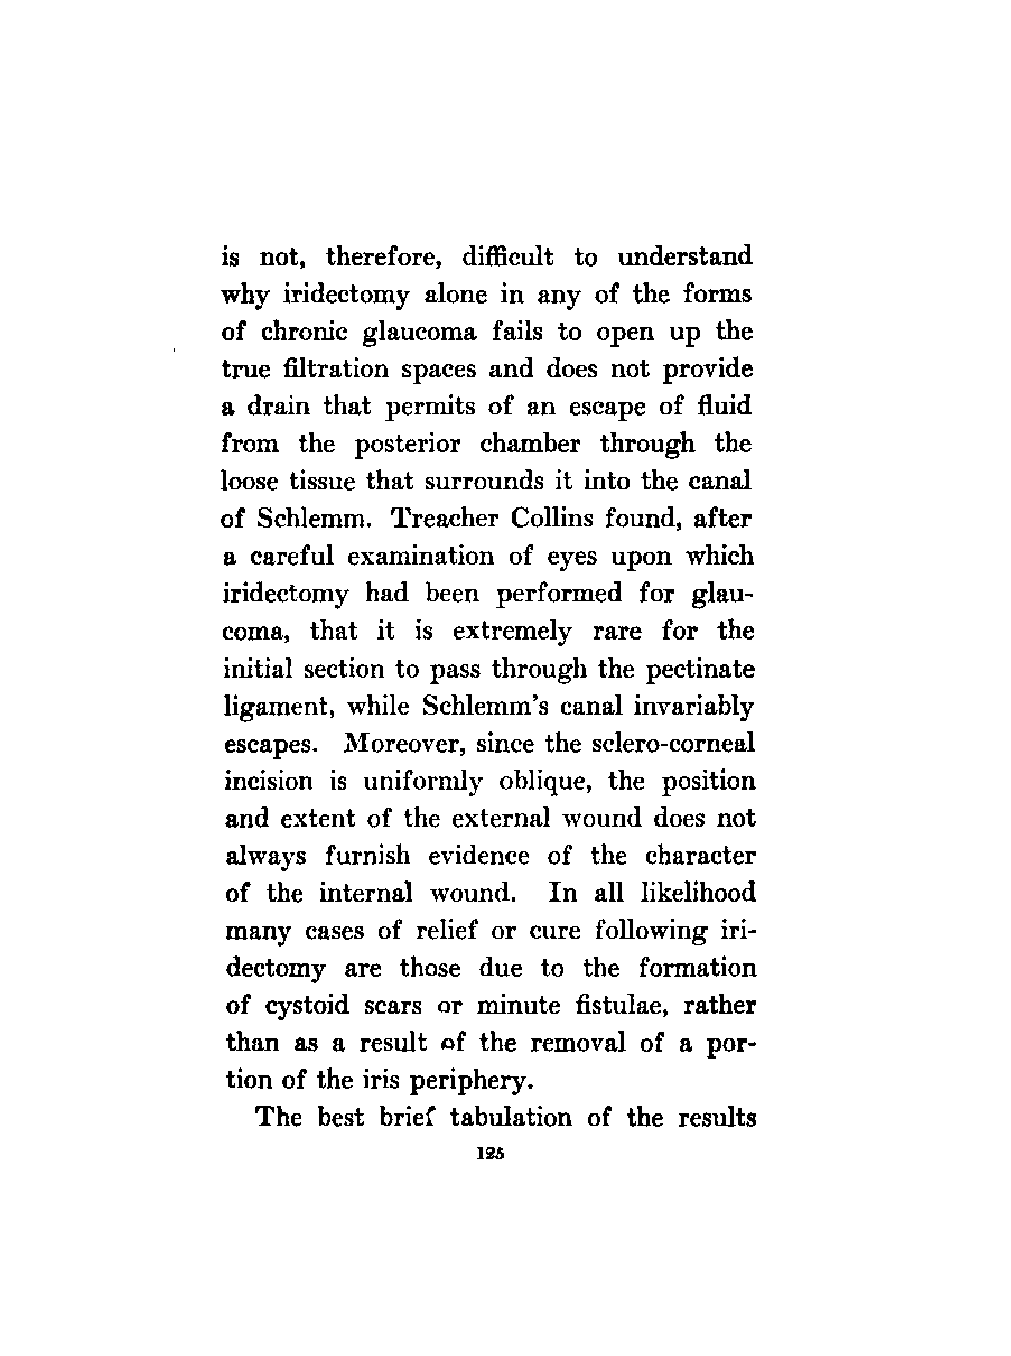 is not, therefore, difficult to understand
why iridectomy alone in any of the forms
of chronic glaucoma fails to open up the
true filtration spaces and does not provide
a drain that permits of an escape of fluid
from the posterior chamber through the
loose tissue that surrounds it into the canal
of Schlemm. Treacher Collins found, after
a careful examination of eyes upon which
iridectomy had been performed for glau-
coma, that it is extremely rare for the
initial section to pass through the pectinate
ligament, while Schlemm's canal invariably
escapes. Moreover, since the sclero-corneal
incision is uniformly oblique, the position
and extent of the external wound does not
always furnish evidence of the character
of the internal wound. In all likelihood
many cases of relief or cure following iri-
dectomy are those due to the formation
of cystoid scars or minute fistulae, rather
than as a result of the removal of a por-
tion of the iris periphery.
The best brief tabulation of the results
125